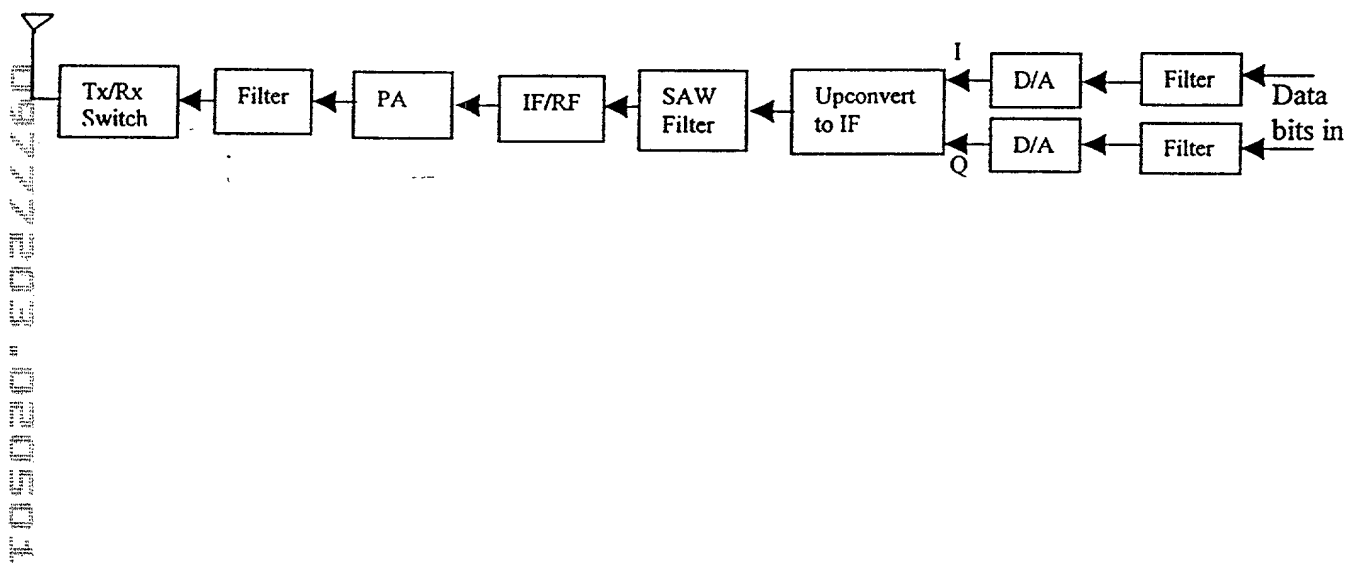 I
Tx/Rx
Switch
Filter
PA
IF/RF
SAW
Filter
Upconvert
to IF
D/A
Filter
Data
bits in
D/A
Filter
Q